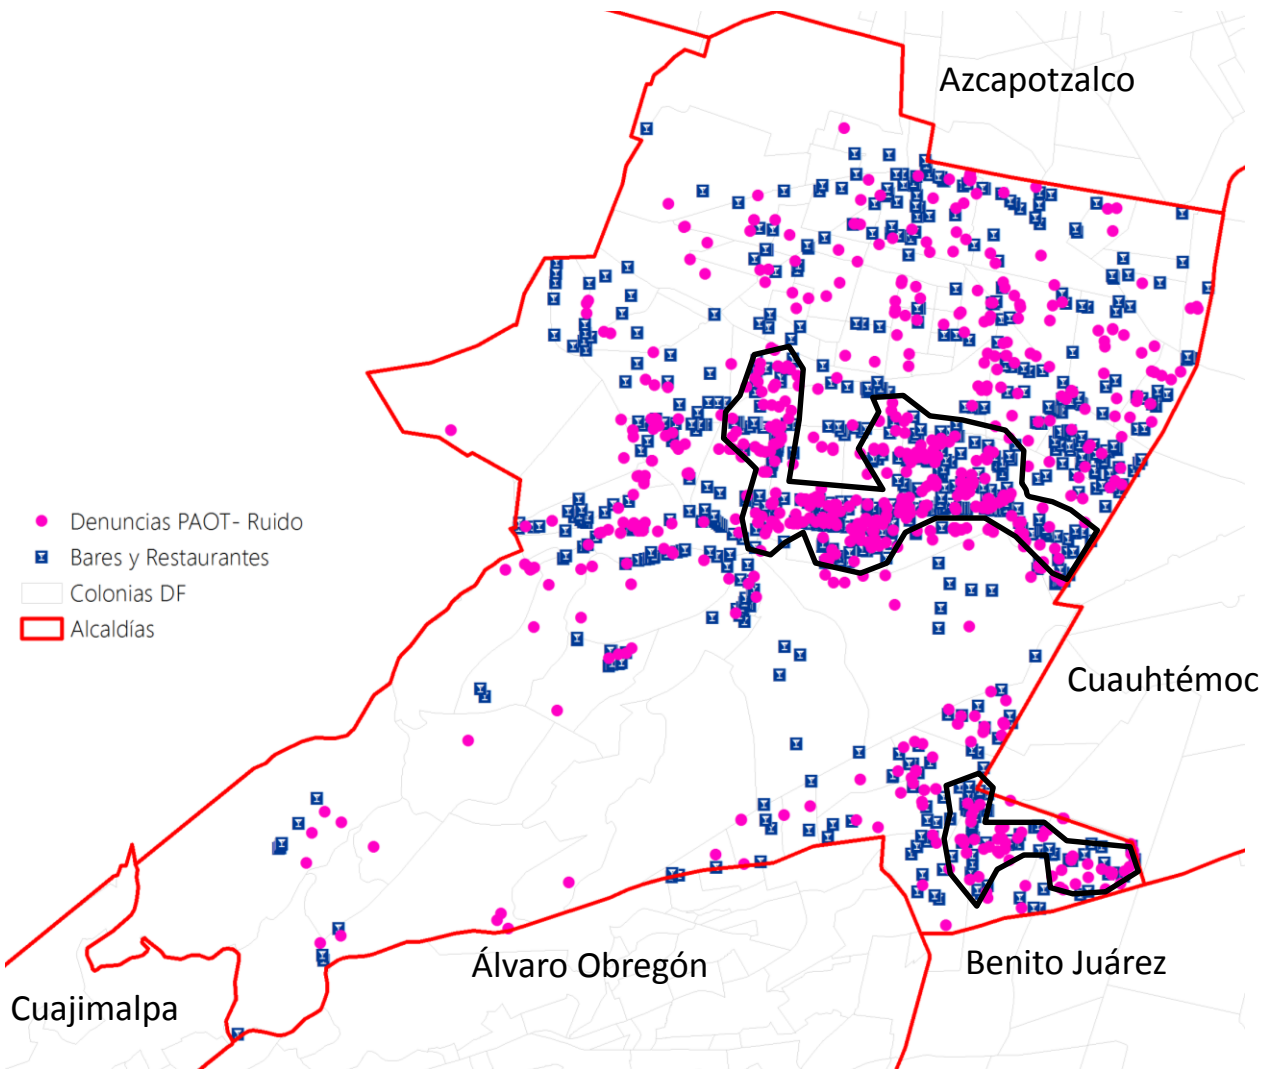 Azcapotzalco
Denuncias PAOT- Ruido
Bares y Restaurantes
Colonias DF
Alcaldías
Cuauhtémoc
Álvaro Obregón
Benito Juárez
Cuajimalpa